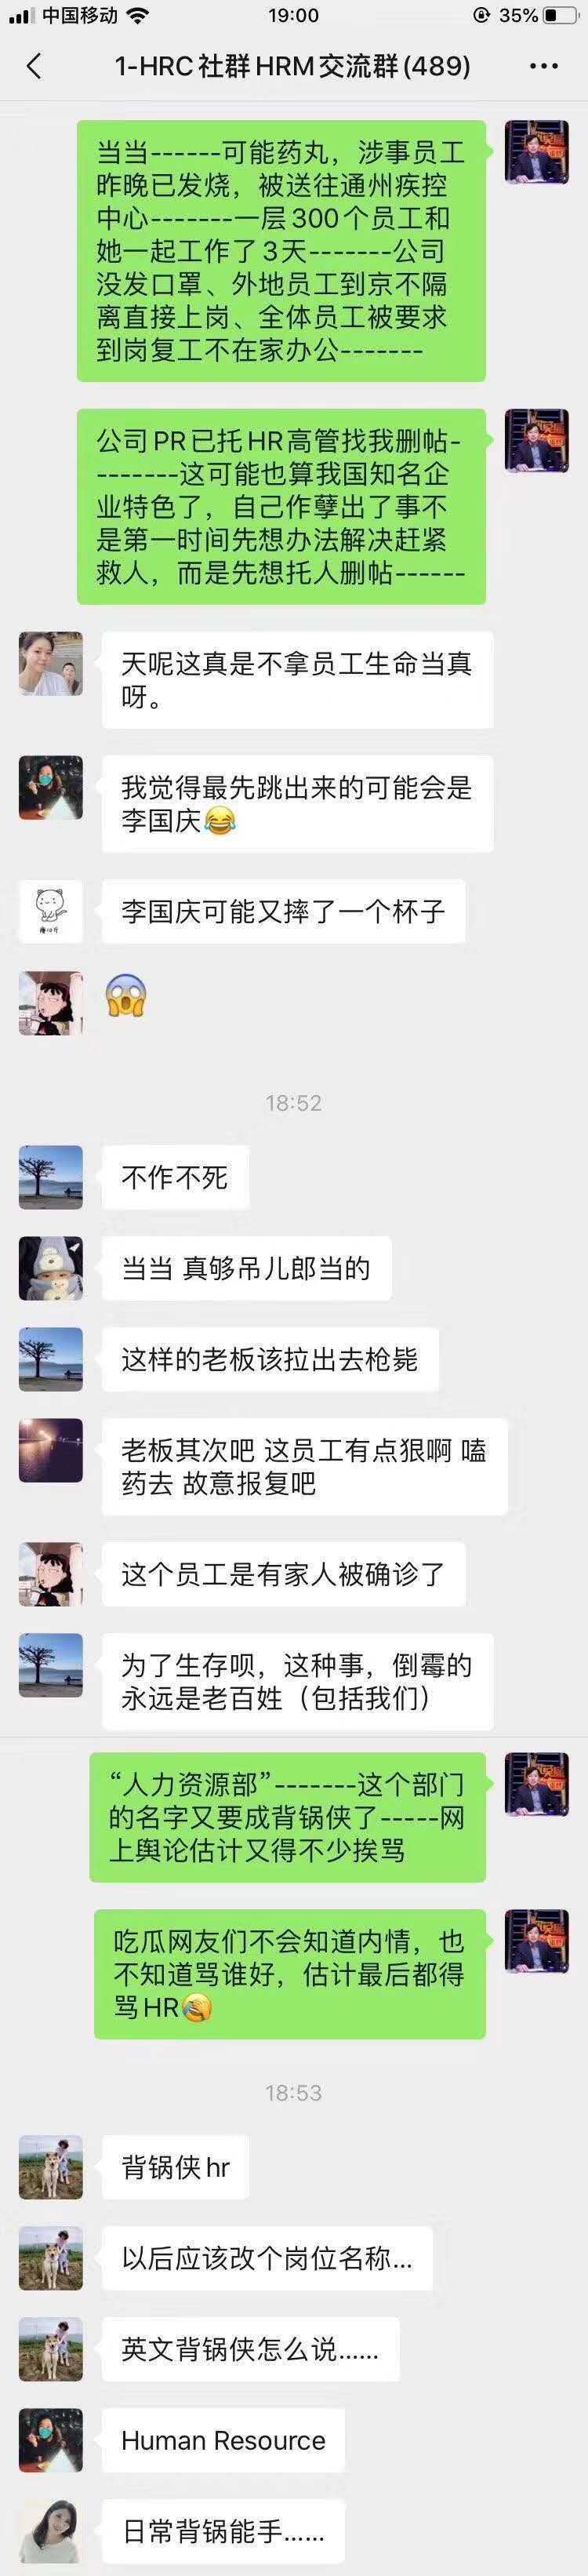 中国移动 19:00 35%
1-HRC社群HRM交流群(489)
当当------可能药丸，涉事员工
昨晚已发烧，被送往通州疾控
中心-------一层300个员工和
她一起工作了3天-------公司
没发口罩、外地员工到京不隔
离直接上岗、全体员工被要求
到岗复工不在家办公-------
公司PR已托HR高管找我删帖-
-------这可能也算我国知名企
业特色了，自己作孽出了事不
是第一时间先想办法解决赶紧
救人，而是先想托人删帖------
天呢这真是不拿员工生命当真
呀。
我觉得最先跳出来的可能会是
李国庆😂
李国庆可能又摔了一个杯子
😱
18:52
不作不死
当当 真够吊儿郎当的
这样的老板该拉出去枪毙
老板其次吧 这员工有点狠啊 嗑
药去 故意报复吧
这个员工是有家人被确诊了
为了生存呗，这种事，倒霉的
永远是老百姓（包括我们）
“人力资源部”-------这个部门
的名字又要成背锅侠了-----网
上舆论估计又得不少挨骂
吃瓜网友们不会知道内情，也
不知道骂谁好，估计最后都得
骂HR🤣
18:53
背锅侠hr
以后应该改个岗位名称...
英文背锅侠怎么说......
Human Resource
日常背锅能手......